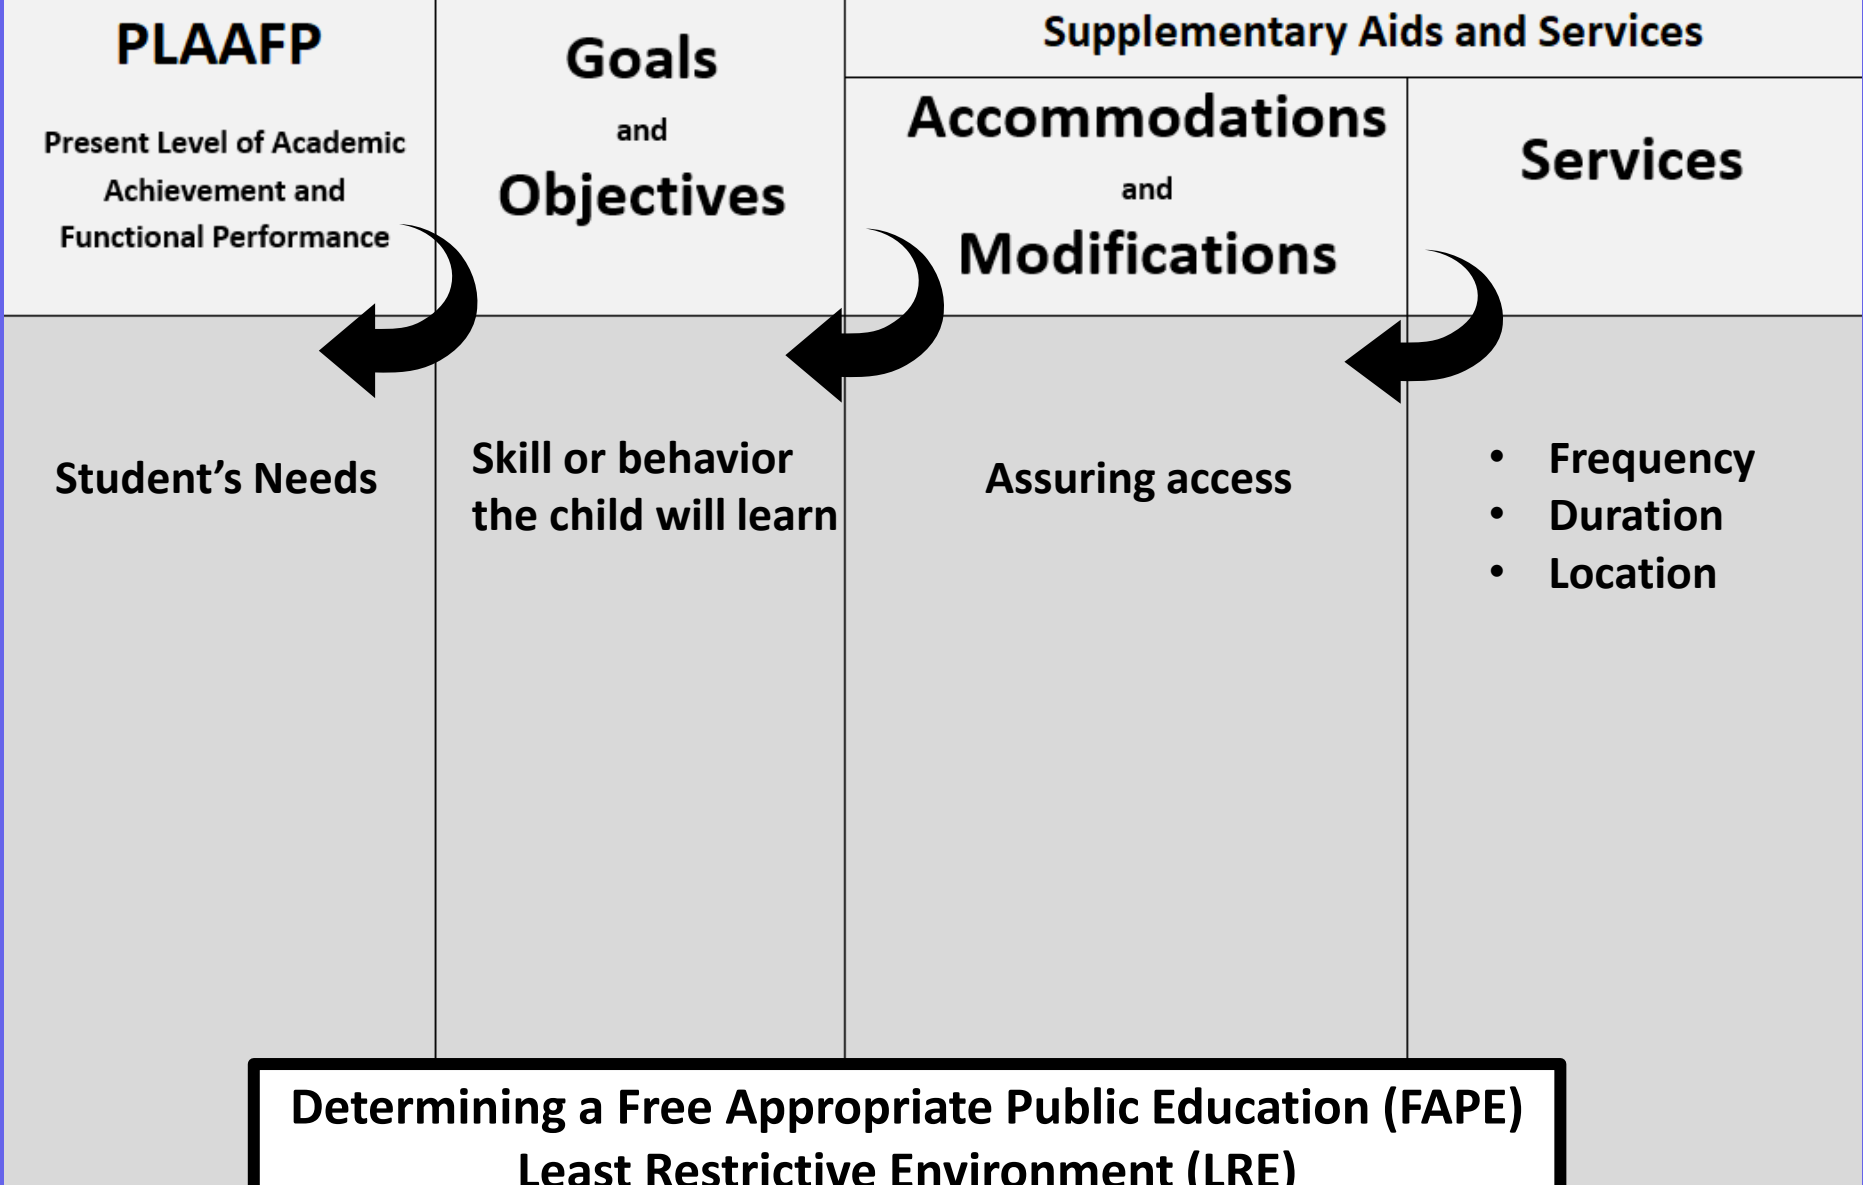 PLAAFP
Present Level of Academic
Achievement and
Functional Performance
Goals
and
Objectives
Supplementary Aids and Services
Accommodations
and
Modifications
Services
Student’s Needs
Skill or behavior
the child will learn
Assuring access
• Frequency
• Duration
• Location
Determining a Free Appropriate Public Education (FAPE)
Least Restrictive Environment (LRE)